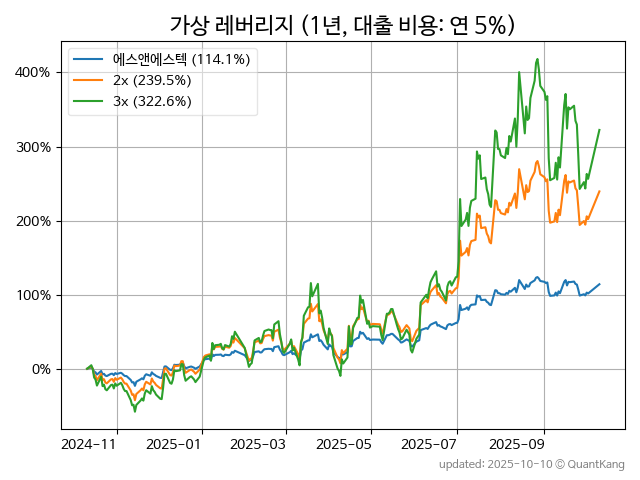 가상 레버리지 (1년, 대출 비용: 연 5%)
에스앤에스텍 (114.1%)
2x (239.5%)
3x (322.6%)
400%
300%
200%
100%
0%
2024-11 2025-01 2025-03 2025-05 2025-07 2025-09
updated: 2025-10-10 © QuantKang